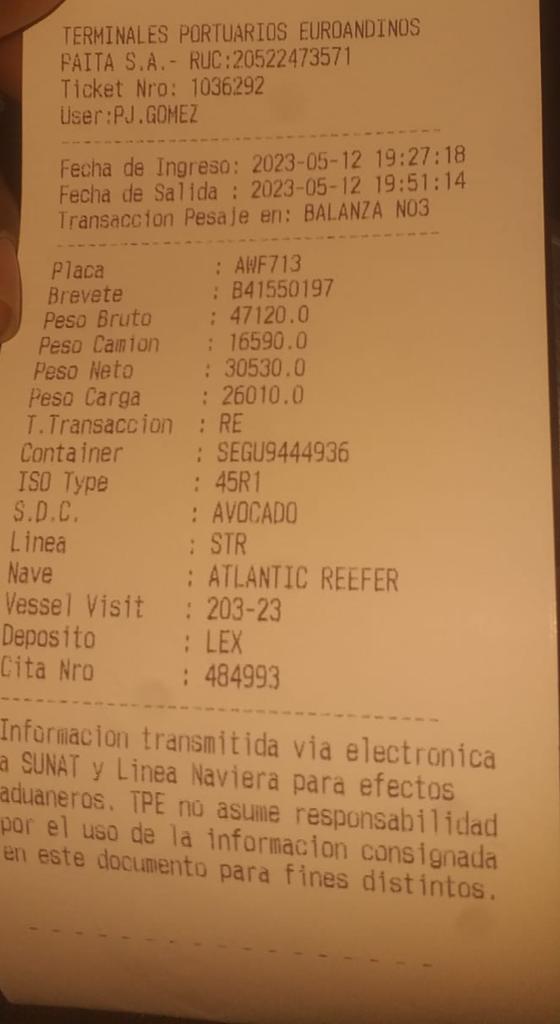 TERMINALES PORTUARIOS EUROANDINOS
PAITA S.A.- RUC:20522473571
Ticket Nro: 1036292
User:PJ.GOMEZ
Fecha de Ingreso: 2023-05-12 19:27:18
Fecha de Salida : 2023-05-12 19:51:14
Transaccion Pesaje en: BALANZA NO3
Placa : AWF713
Brevete : B41550197
Peso Bruto : 47120.0
Peso Camion : 16590.0
Peso Neto : 30530.0
Peso Carga : 26010.0
T.Transaccion : RE
Container : SEGU9444936
ISO Type : 45R1
S.D.C. : AVOCADO
Linea : STR
Nave : ATLANTIC REEFER
Vessel Visit : 203-23
Deposito : LEX
Cita Nro : 484993
Informacion transmitida via electronica
a SUNAT y Linea Naviera para efectos
aduaneros. TPE no asume responsabilidad
por el uso de la informacion consignada
en este documento para fines distintos.